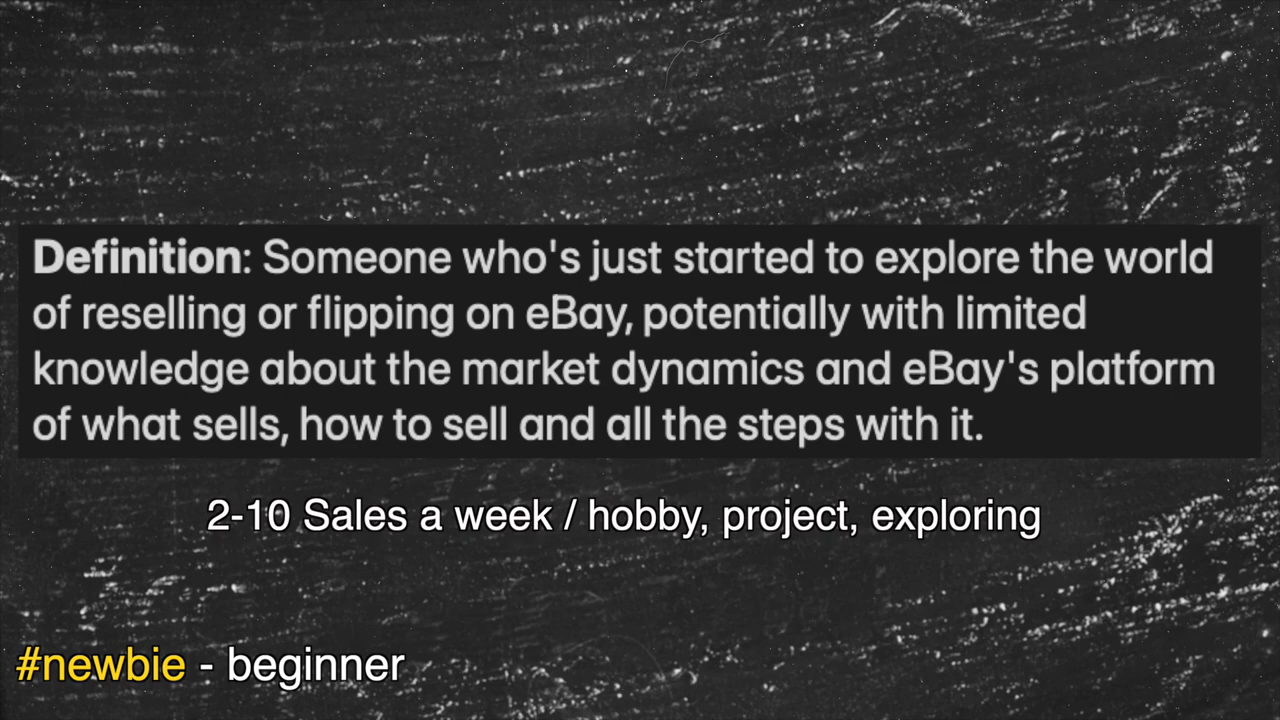 Definition: Someone who's just started to explore the world
of reselling or flipping on eBay, potentially with limited
knowledge about the market dynamics and eBay's platform
of what sells, how to sell and all the steps with it.
2-10 Sales a week / hobby, project, exploring
#newbie - beginner